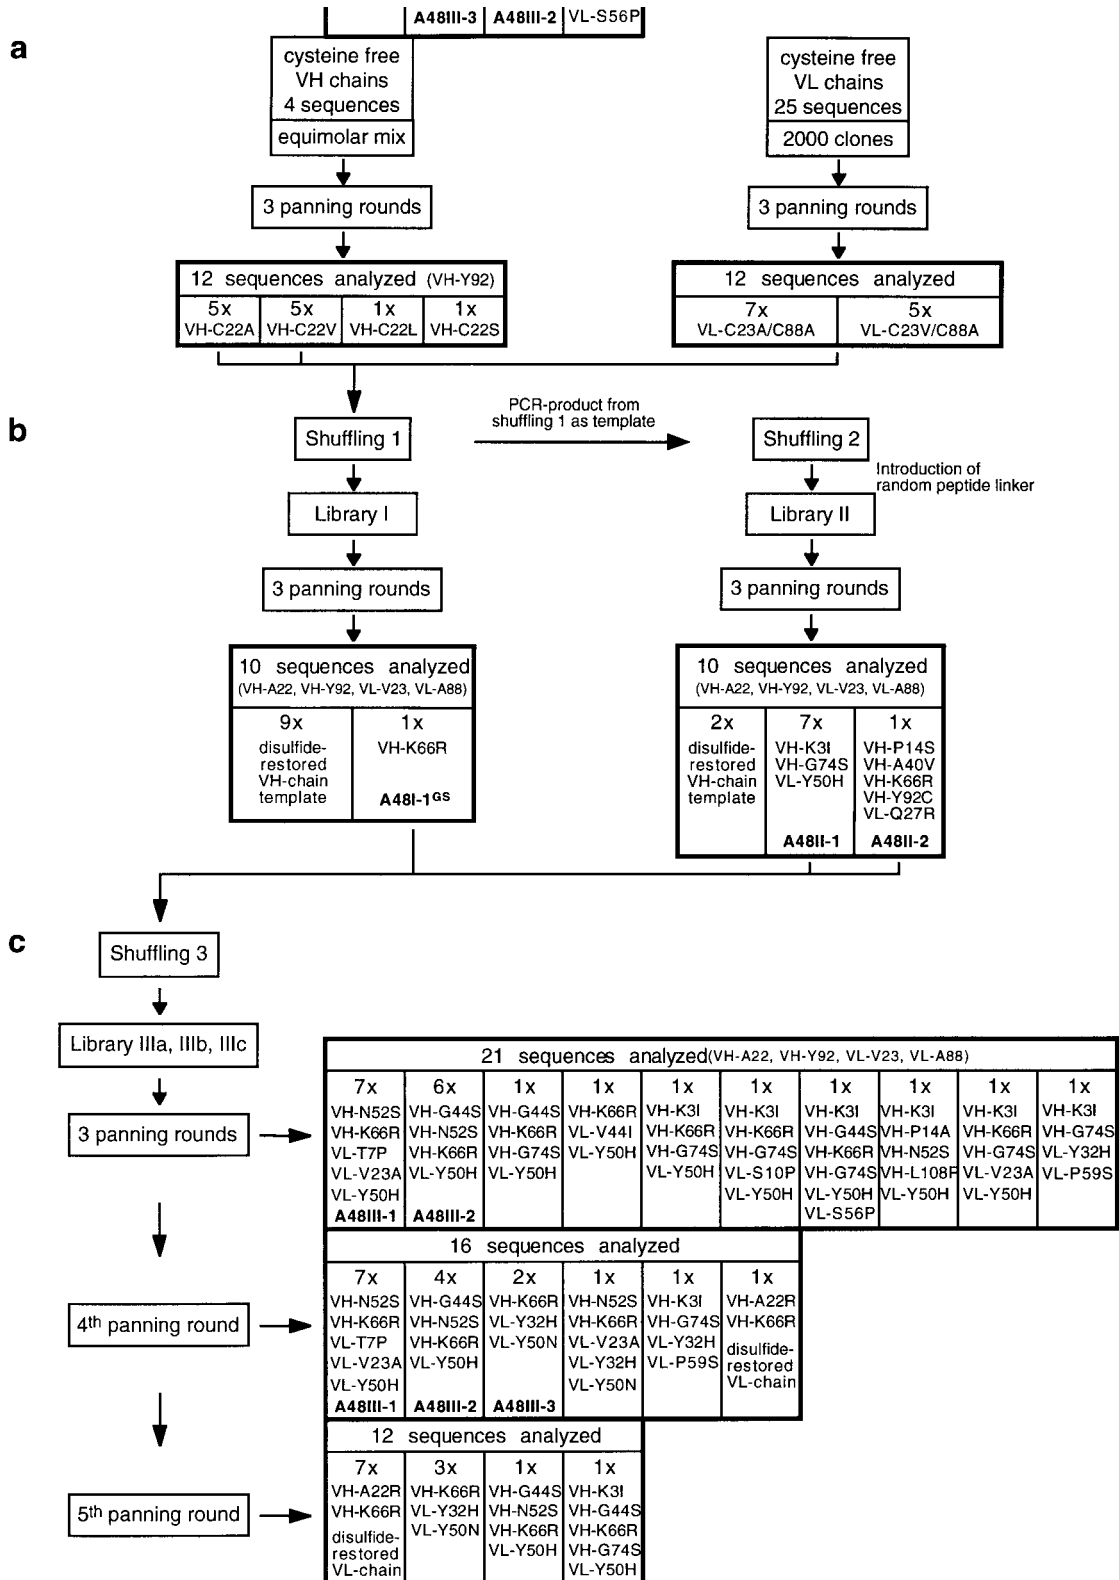 A48III-3 A48III-2 VL-S56P
a
cysteine free
VH chains
4 sequences
equimolar mix
cysteine free
VL chains
25 sequences
2000 clones
3 panning rounds
3 panning rounds
12 sequences analyzed (VH-Y92)
5x
VH-C22A
5x
VH-C22V
1x
VH-C22L
1x
VH-C22S
12 sequences analyzed
7x
VL-C23A/C88A
5x
VL-C23V/C88A
b
Shuffling 1
PCR-product from
shuffling 1 as template
Shuffling 2
Introduction of
random peptide linker
Library I
Library II
3 panning rounds
3 panning rounds
10 sequences analyzed
(VH-A22, VH-Y92, VL-V23, VL-A88)
9x
disulfide-
restored
VH-chain
template
1x
VH-K66R
A48I-1GS
10 sequences analyzed
(VH-A22, VH-Y92, VL-V23, VL-A88)
2x
disulfide-
restored
VH-chain
template
7x
VH-K3I
VH-G74S
VL-Y50H
A48II-1
1x
VH-P14S
VH-A40V
VH-K66R
VH-Y92C
VL-Q27R
A48II-2
c
Shuffling 3
Library IIIa, IIIb, IIIc
3 panning rounds
21 sequences analyzed(VH-A22, VH-Y92, VL-V23, VL-A88)
7x
VH-N52S
VH-K66R
VL-T7P
VL-V23A
VL-Y50H
A48III-1
6x
VH-G44S
VH-N52S
VH-K66R
VL-Y50H
A48III-2
1x
VH-G44S
VH-K66R
VH-G74S
VL-Y50H
1x
VH-K66R
VL-V44I
VL-Y50H
1x
VH-K3I
VH-K66R
VH-G74S
VL-Y50H
1x
VH-K3I
VH-K66R
VH-G74S
VL-S10P
VL-Y50H
1x
VH-K3I
VH-G44S
VH-K66R
VH-G74S
VL-Y50H
VL-S56P
1x
VH-K3I
VH-P14A
VH-N52S
VH-L108P
VL-Y50H
1x
VH-K3I
VH-K66R
VH-G74S
VL-V23A
VL-Y50H
1x
VH-K3I
VH-G74S
VL-Y32H
VL-P59S
4th panning round
16 sequences analyzed
7x
VH-N52S
VH-K66R
VL-T7P
VL-V23A
VL-Y50H
A48III-1
4x
VH-G44S
VH-N52S
VH-K66R
VL-Y50H
A48III-2
2x
VH-K66R
VL-Y32H
VL-Y50N
A48III-3
1x
VH-N52S
VH-K66R
VL-V23A
VL-Y32H
VL-Y50N
1x
VH-K3I
VH-G74S
VL-Y32H
VL-P59S
1x
VH-A22R
VH-K66R
disulfide-
restored
VL-chain
5th panning round
12 sequences analyzed
7x
VH-A22R
VH-K66R
disulfide-
restored
VL-chain
3x
VH-K66R
VL-Y32H
VL-Y50N
1x
VH-G44S
VH-N52S
VH-K66R
VL-Y50H
1x
VH-K3I
VH-G44S
VH-K66R
VH-G74S
VL-Y50H